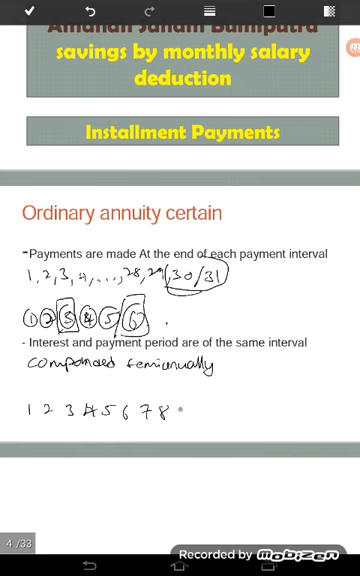 Amanah Saham Bumiputra
savings by monthly salary
deduction
Installment Payments
Ordinary annuity certain
-Payments are made At the end of each payment interval
1, 2, 3, 4, ..., 28, 29, 30/31
1 2 3 4 5 6 .
- Interest and payment period are of the same interval
compounded semianually
1 2 3 4 5 6 7 8
4 /33
Recorded by Mobizen